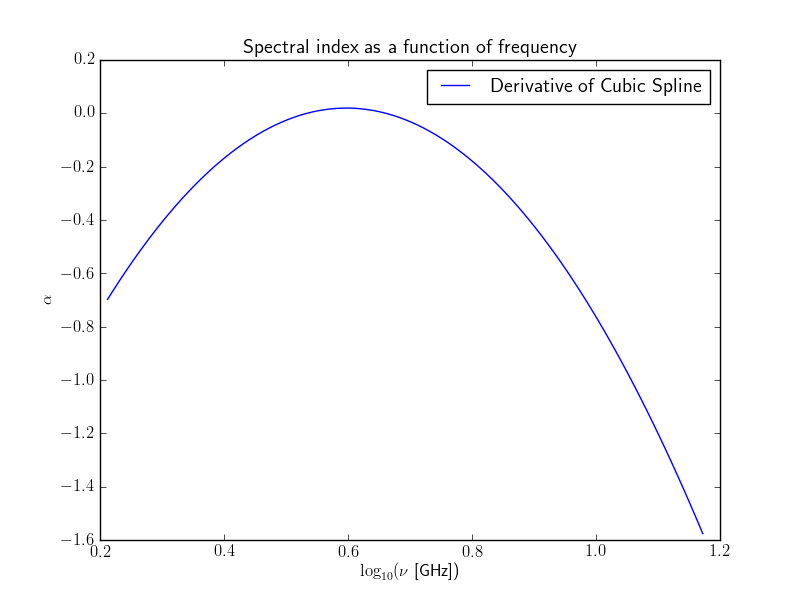 Spectral index as a function of frequency
Derivative of Cubic Spline
0.2
0.0
−0.2
−0.4
−0.6
−0.8
−1.0
−1.2
−1.4
−1.6
α
0.2 0.4 0.6 0.8 1.0 1.2
log₁₀(ν [GHz])